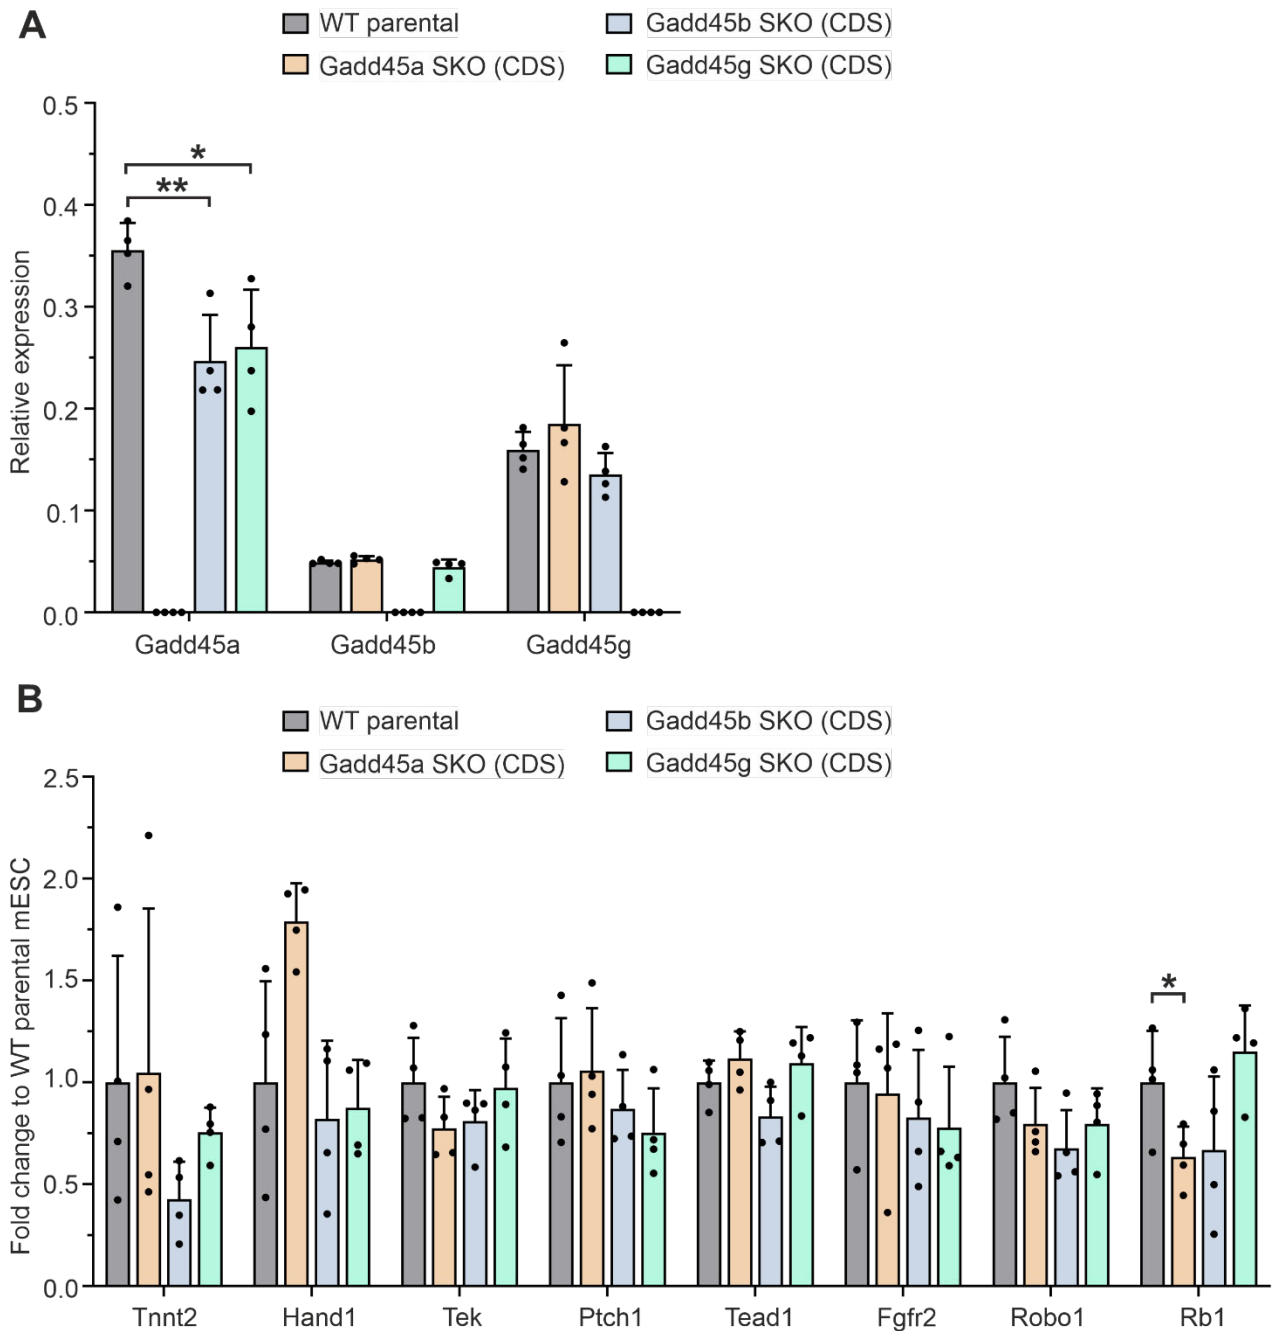 A
WT parental
Gadd45b SKO (CDS)
Gadd45a SKO (CDS)
Gadd45g SKO (CDS)
Relative expression
0.5
0.4
0.3
0.2
0.1
0.0
*
**
Gadd45a
Gadd45b
Gadd45g
B
WT parental
Gadd45b SKO (CDS)
Gadd45a SKO (CDS)
Gadd45g SKO (CDS)
Fold change to WT parental mESC
2.5
2.0
1.5
1.0
0.5
0.0
*
Tnnt2
Hand1
Tek
Ptch1
Tead1
Fgfr2
Robo1
Rb1